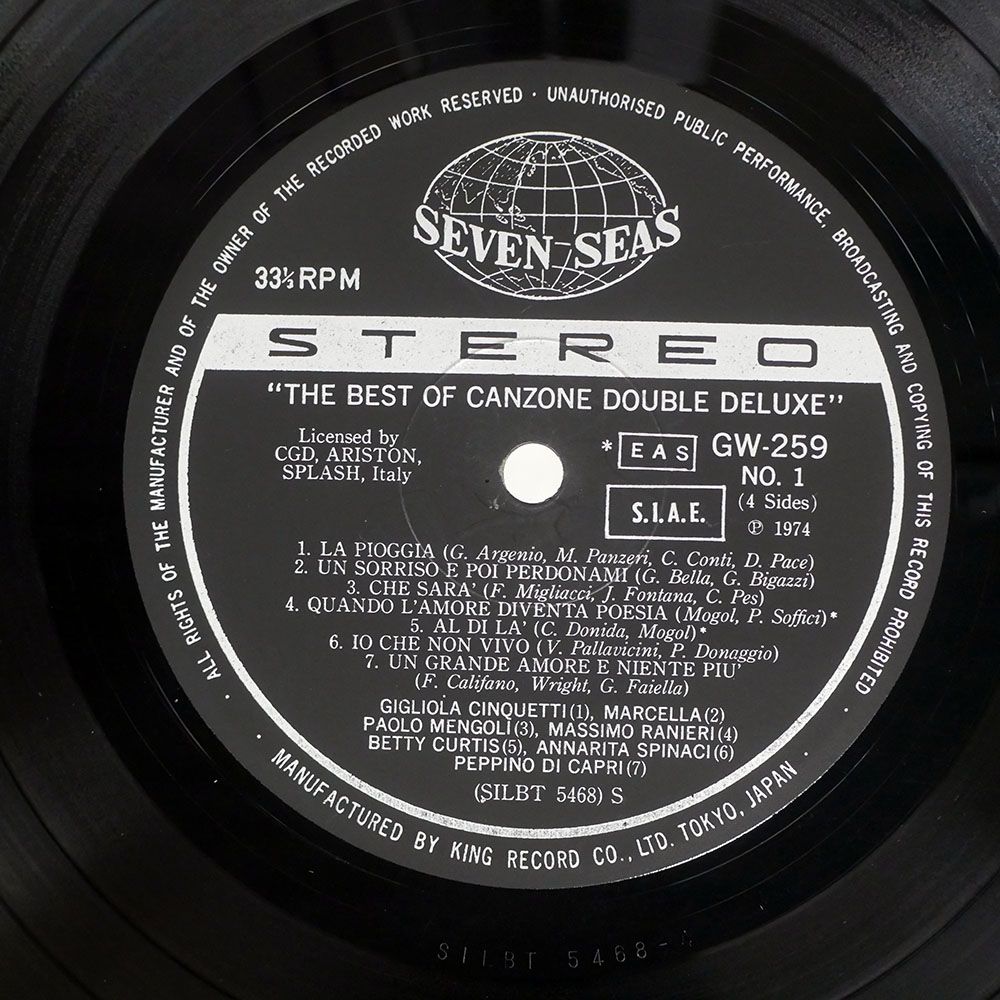 ALL RIGHTS OF THE MANUFACTURER AND OF THE OWNER OF THE RECORDED WORK RESERVED · UNAUTHORISED PUBLIC PERFORMANCE, BROADCASTING AND COPYING OF THIS RECORD PROHIBITED
SEVEN SEAS
33⅓ RPM
STEREO
"THE BEST OF CANZONE DOUBLE DELUXE"
Licensed by
CGD, ARISTON,
SPLASH, Italy
* EAS GW-259
NO. 1
S.I.A.E.
(4 Sides)
Ⓟ 1974
1. LA PIOGGIA (G. Argenio, M. Panzeri, C. Conti, D. Pace)
2. UN SORRISO E POI PERDONAMI (G. Bella, G. Bigazzi)
3. CHE SARA' (F. Migliacci, J. Fontana, C. Pes)
4. QUANDO L'AMORE DIVENTA POESIA (Mogol, P. Soffici)*
5. AL DI LA' (C. Donida, Mogol)*
6. IO CHE NON VIVO (V. Pallavicini, P. Donaggio)
7. UN GRANDE AMORE E NIENTE PIU'
(F. Califano, Wright, G. Faiella)
GIGLIOLA CINQUETTI(1), MARCELLA(2)
PAOLO MENGOLI(3), MASSIMO RANIERI(4)
BETTY CURTIS(5), ANNARITA SPINACI(6)
PEPPINO DI CAPRI(7)
(SILBT 5468) S
· MANUFACTURED BY KING RECORD CO., LTD. TOKYO, JAPAN ·
SILBT 5468-A